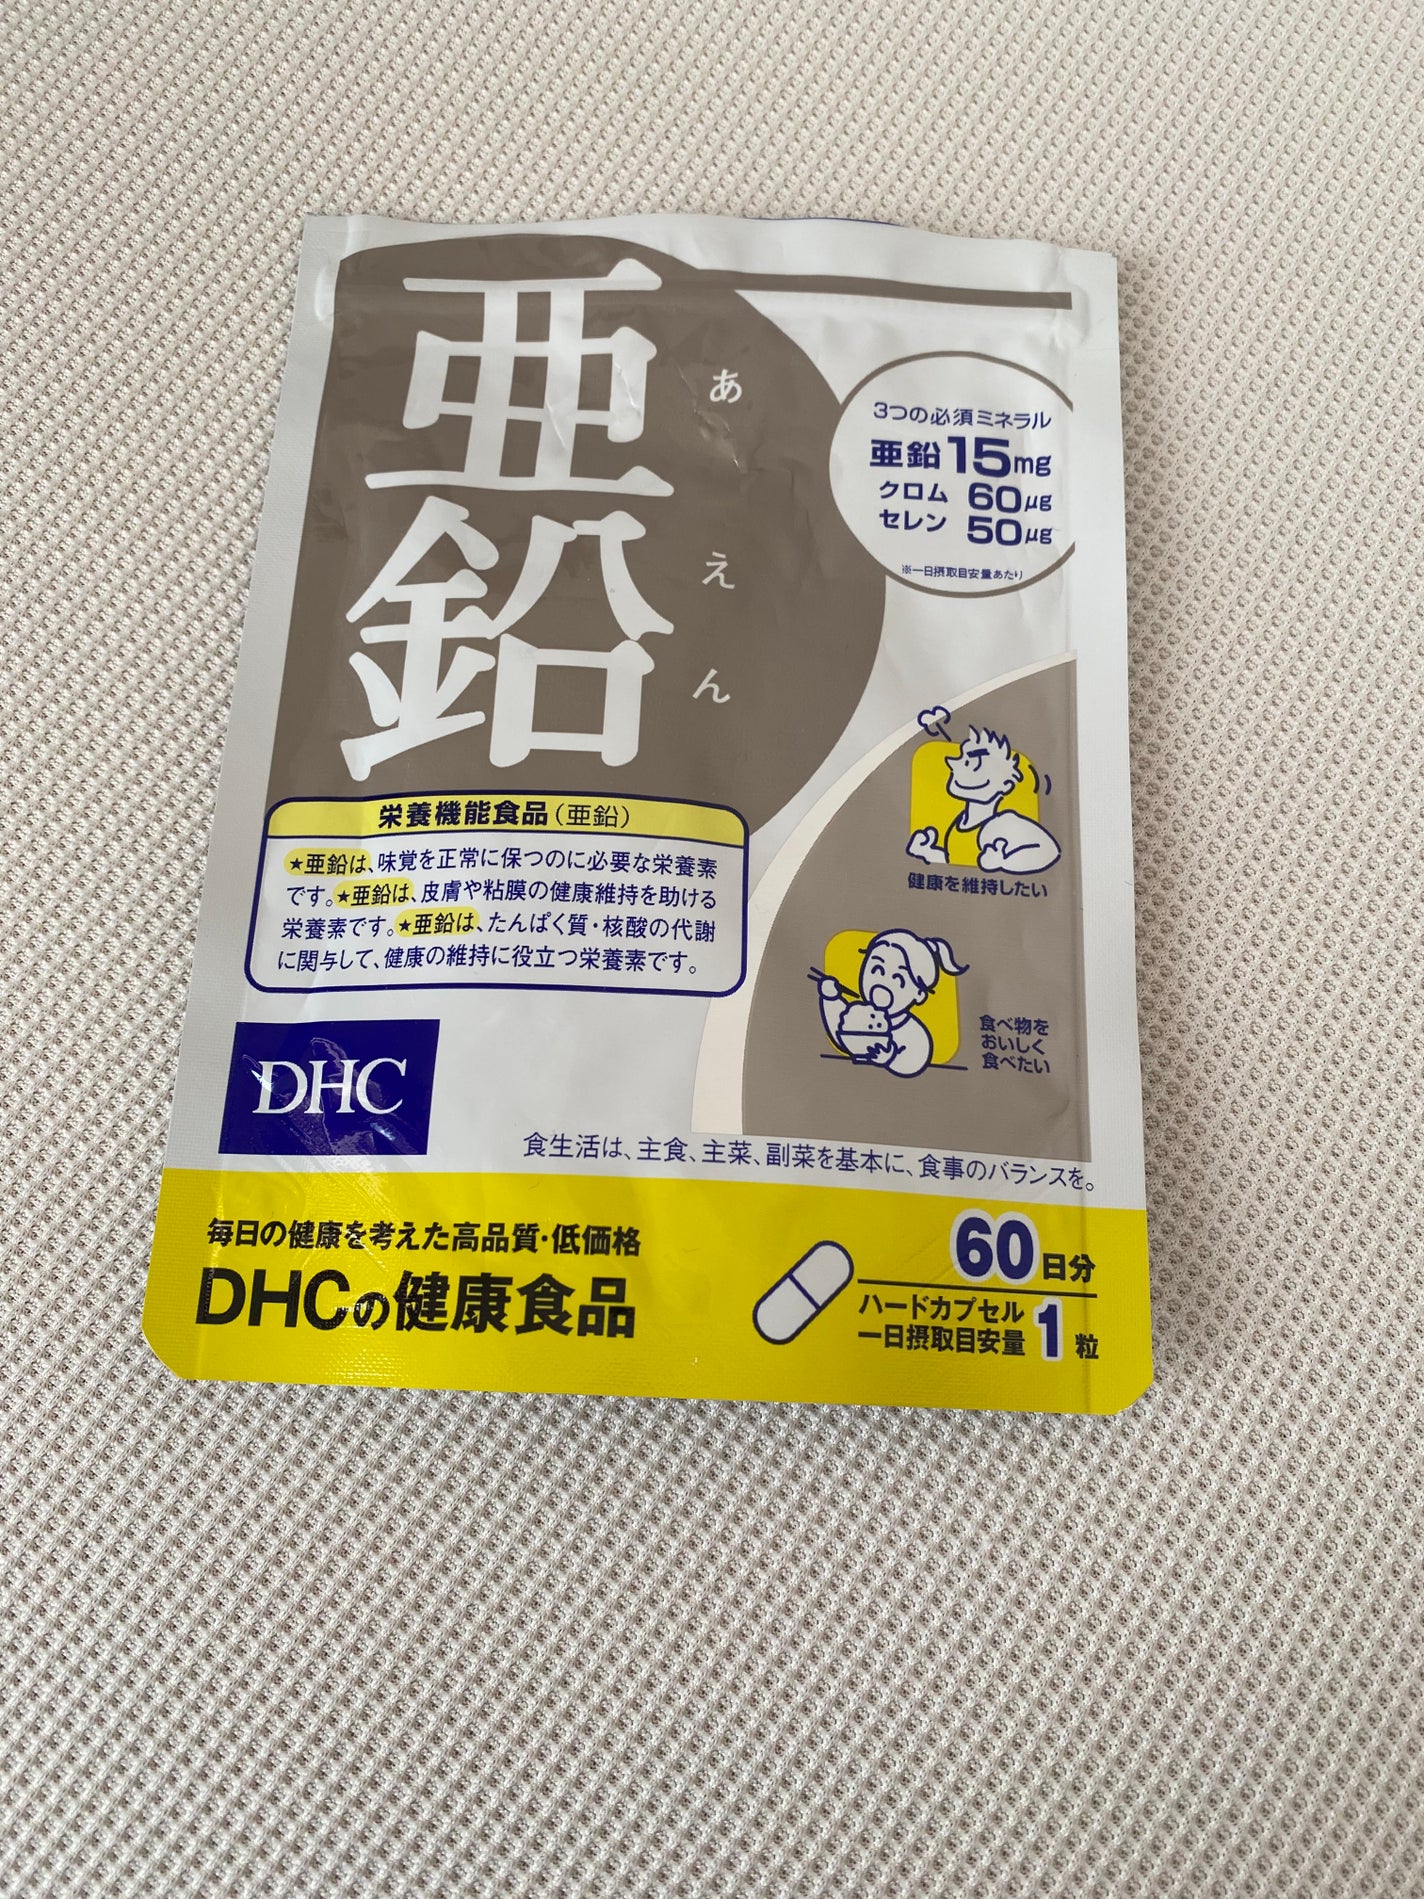 亜鉛
あえん
3つの必須ミネラル
亜鉛15mg
クロム 60μg
セレン 50μg
※一日摂取目安量あたり
健康を維持したい
食べ物を
おいしく
食べたい
栄養機能食品(亜鉛)
★亜鉛は、味覚を正常に保つのに必要な栄養素
です。★亜鉛は、皮膚や粘膜の健康維持を助ける
栄養素です。★亜鉛は、たんぱく質・核酸の代謝
に関与して、健康の維持に役立つ栄養素です。
DHC
食生活は、主食、主菜、副菜を基本に、食事のバランスを。
毎日の健康を考えた高品質・低価格
DHCの健康食品
60日分
ハードカプセル
一日摂取目安量 1粒